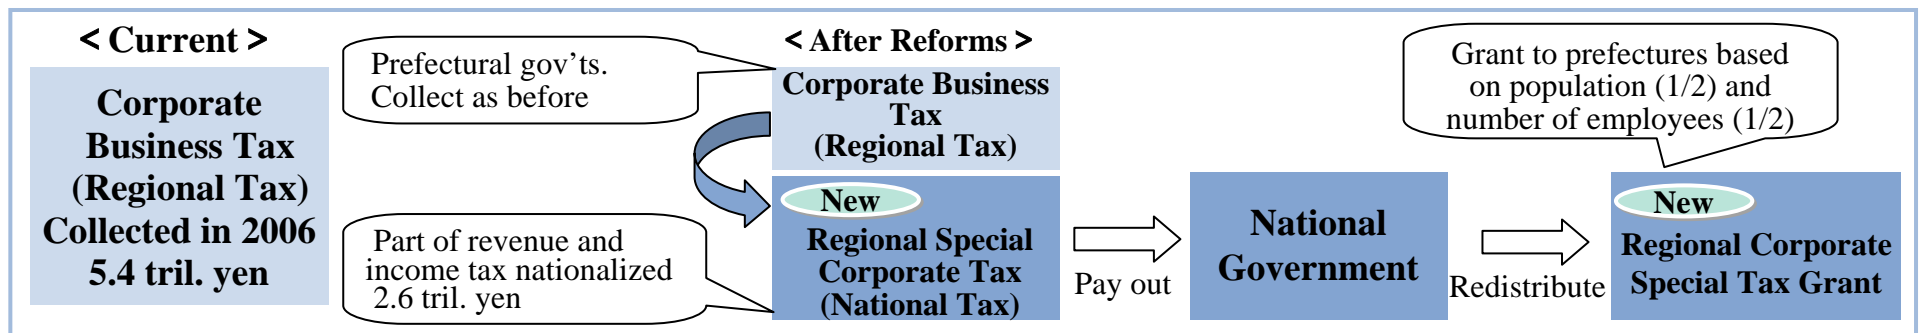 < Current >
Corporate
Business Tax
(Regional Tax)
Collected in 2006
5.4 tril. yen
Prefectural gov’ts.
Collect as before
Part of revenue and
income tax nationalized
2.6 tril. yen
< After Reforms >
Corporate Business
Tax
(Regional Tax)
New
Regional Special
Corporate Tax
(National Tax)
Pay out
National
Government
Redistribute
Grant to prefectures based
on population (1/2) and
number of employees (1/2)
New
Regional Corporate
Special Tax Grant